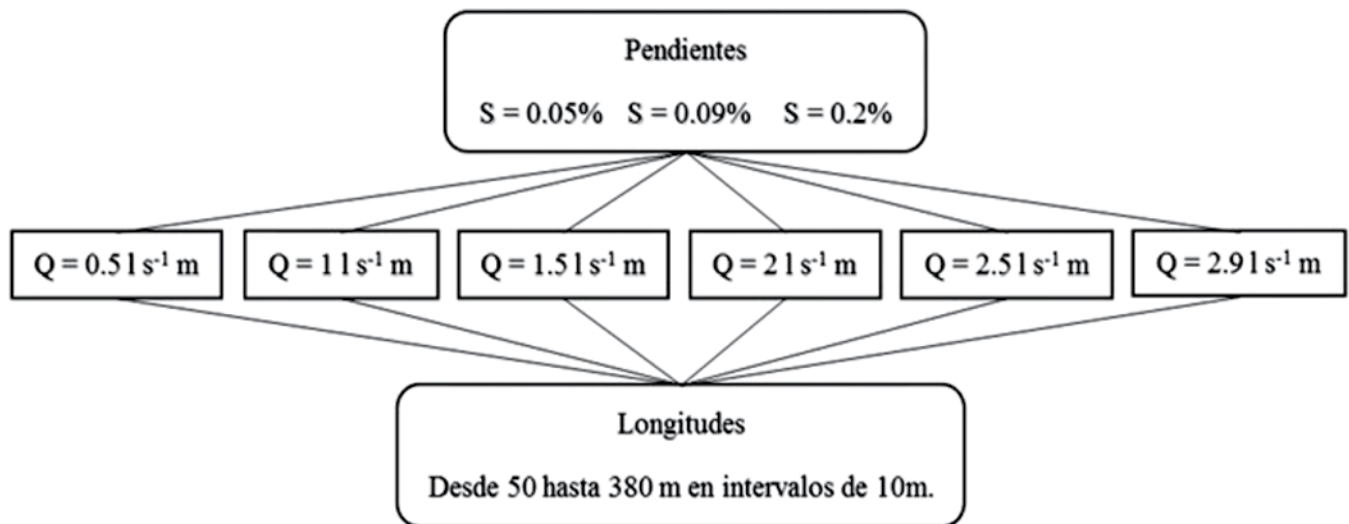 Pendientes
S = 0.05% S = 0.09% S = 0.2%
Q = 0.5 l s⁻¹ m Q = 1 l s⁻¹ m Q = 1.5 l s⁻¹ m Q = 2 l s⁻¹ m Q = 2.5 l s⁻¹ m Q = 2.9 l s⁻¹ m
Longitudes
Desde 50 hasta 380 m en intervalos de 10m.